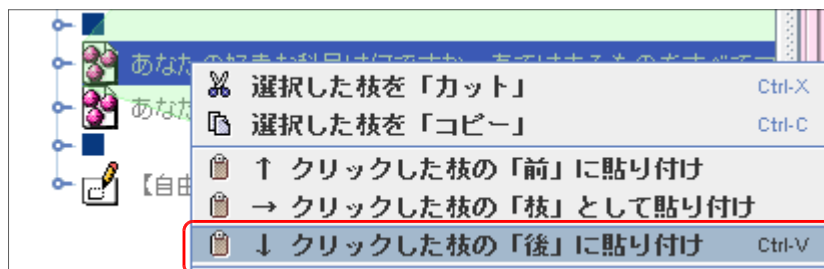 あなた
選択した枝を「カット」 Ctrl-X
あなた
選択した枝を「コピー」 Ctrl-C
↑ クリックした枝の「前」に貼り付け
【自由
→ クリックした枝の「枝」として貼り付け
↓ クリックした枝の「後」に貼り付け Ctrl-V